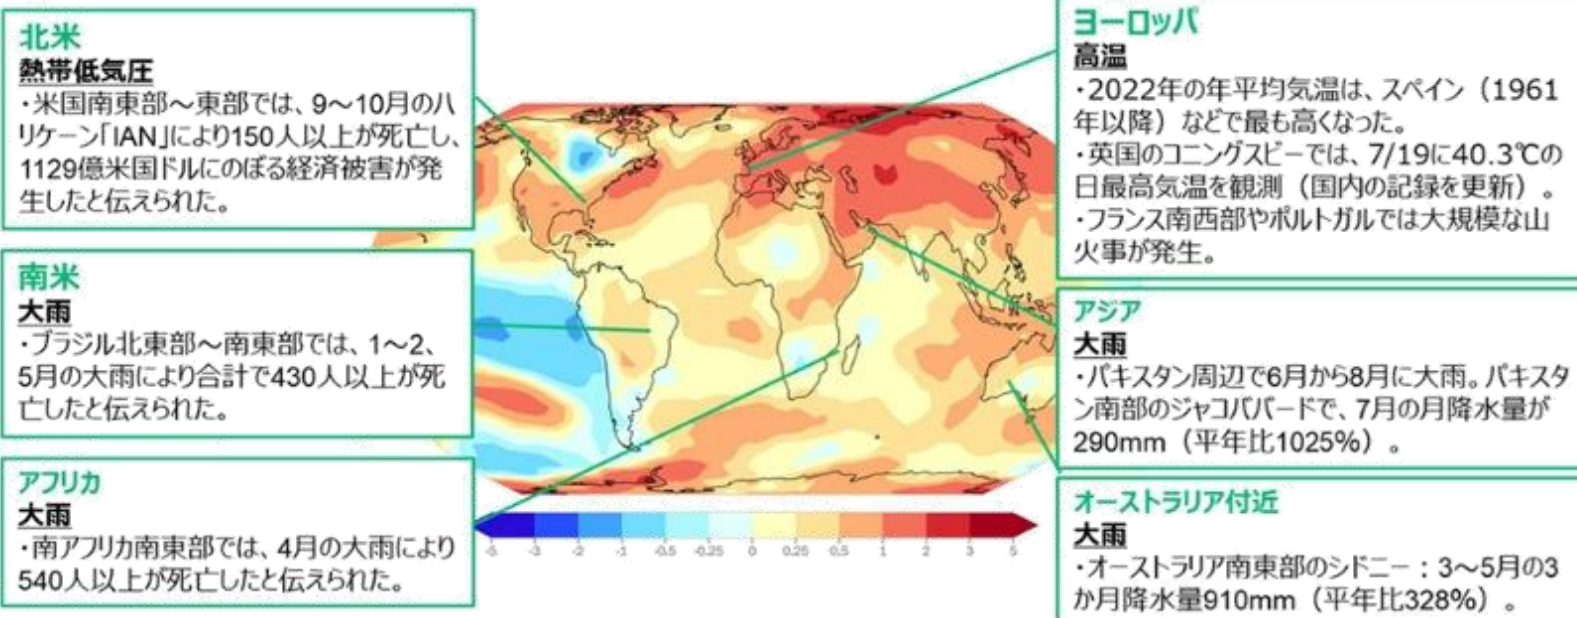 北米
熱帯低気圧
・米国南東部～東部では、9～10月のハ
リケーン「IAN」により150人以上が死亡し、
1129億米国ドルにのぼる経済被害が発
生したと伝えられた。
南米
大雨
・ブラジル北東部～南東部では、1～2、
5月の大雨により合計で430人以上が死
亡したと伝えられた。
アフリカ
大雨
・南アフリカ南東部では、4月の大雨により
540人以上が死亡したと伝えられた。
-5 -3 -2 -1 -0.5 -0.25 0 0.25 0.5 1 2 3 5
ヨーロッパ
高温
・2022年の年平均気温は、スペイン（1961
年以降）などで最も高くなった。
・英国のコニングスビーでは、7/19に40.3℃の
日最高気温を観測（国内の記録を更新）。
・フランス南西部やポルトガルでは大規模な山
火事が発生。
アジア
大雨
・パキスタン周辺で6月から8月に大雨。パキスタ
ン南部のジャコババードで、7月の月降水量が
290mm（平年比1025%）。
オーストラリア付近
大雨
・オーストラリア南東部のシドニー：3～5月の3
か月降水量910mm（平年比328%）。